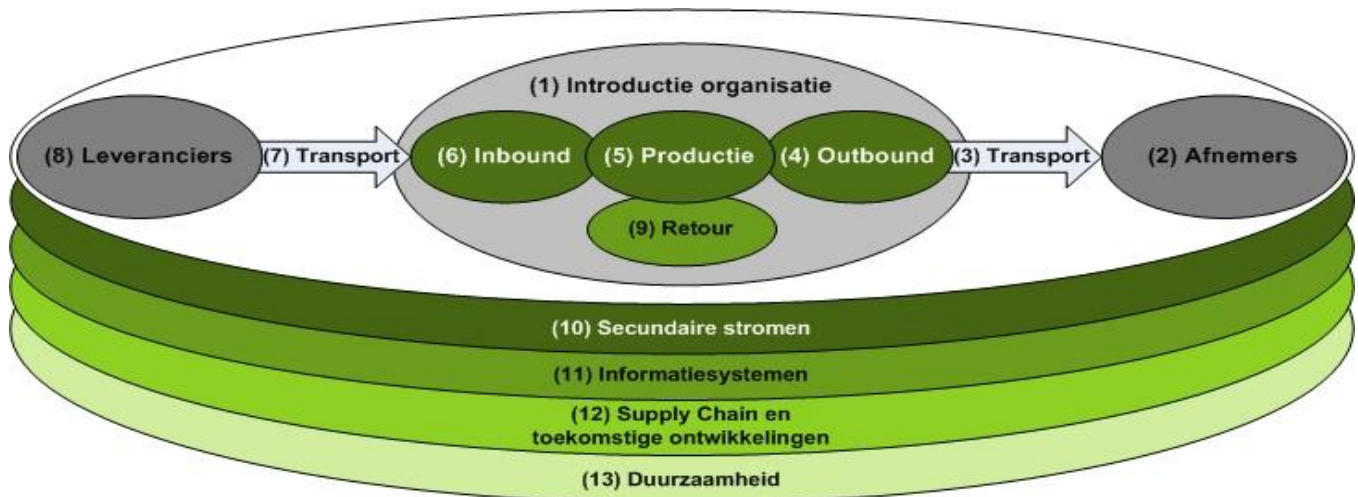 (1) Introductie organisatie
(8) Leveranciers
(7) Transport
(6) Inbound
(5) Productie
(4) Outbound
(3) Transport
(2) Afnemers
(9) Retour
(10) Secundaire stromen
(11) Informatiesystemen
(12) Supply Chain en
toekomstige ontwikkelingen
(13) Duurzaamheid